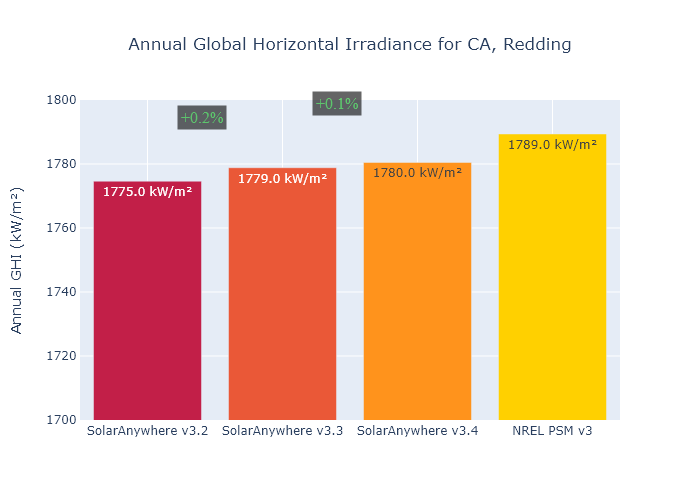 Annual Global Horizontal Irradiance for CA, Redding
Annual GHI (kW/m²)
1800
1780
1760
1740
1720
1700
+0.2%
+0.1%
1775.0 kW/m²
1779.0 kW/m²
1780.0 kW/m²
1789.0 kW/m²
SolarAnywhere v3.2
SolarAnywhere v3.3
SolarAnywhere v3.4
NREL PSM v3